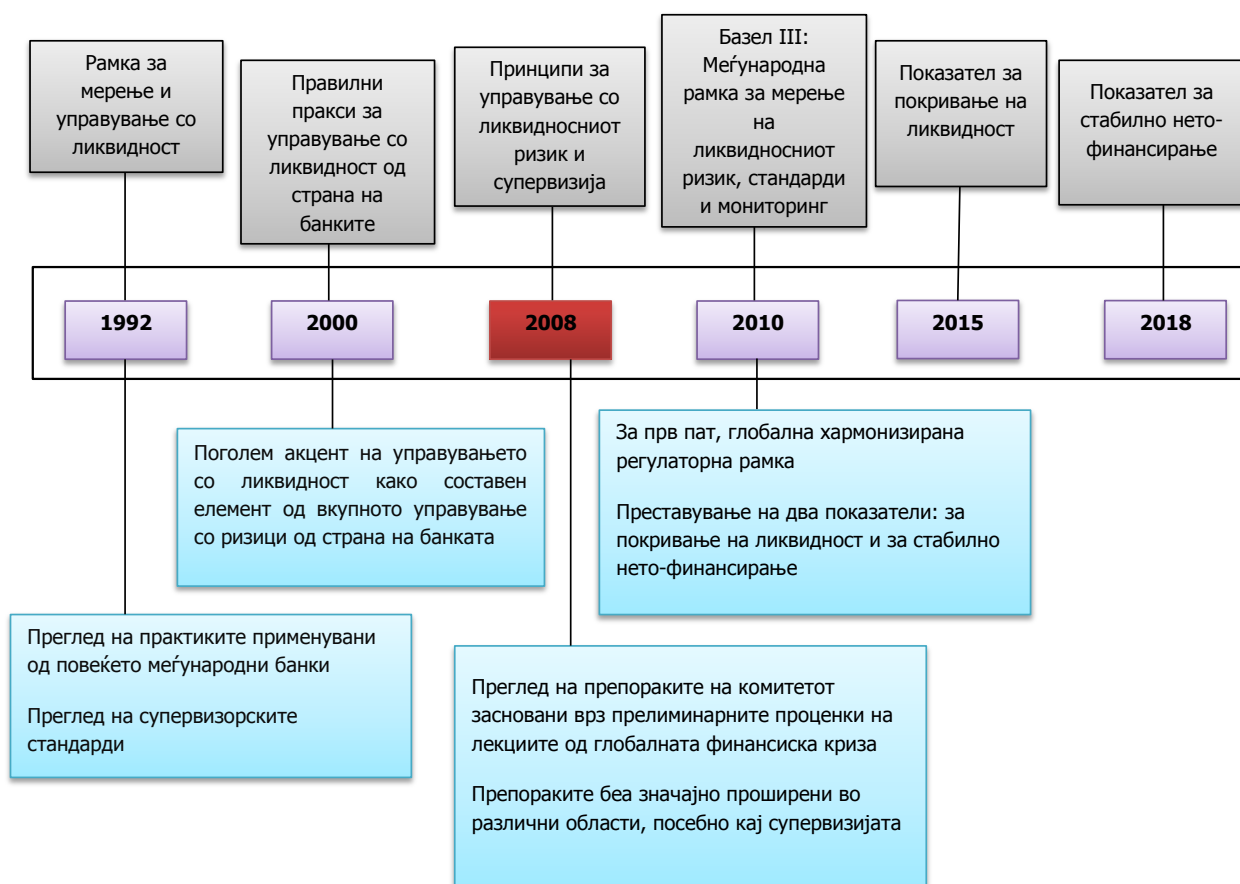 Рамка за
мерење и
управување со
ликвидност
Правилни
пракси за
управување со
ликвидност од
страна на
банките
Принципи за
управување со
ликвидносниот
ризик и
супервизија
Базел III:
Меѓународна
рамка за мерење
на
ликвидносниот
ризик, стандарди
и мониторинг
Показател за
покривање на
ликвидност
Показател за
стабилно нето-
финансирање
1992
2000
2008
2010
2015
2018
Поголем акцент на управувањето
со ликвидност како составен
елемент од вкупното управување
со ризици од страна на банката
За прв пат, глобална хармонизирана
регулаторна рамка
Преставување на два показатели: за
покривање на ликвидност и за стабилно
нето-финансирање
Преглед на практиките применувани
од повеќето меѓународни банки
Преглед на супервизорските
стандарди
Преглед на препораките на комитетот
засновани врз прелиминарните проценки на
лекциите од глобалната финансиска криза
Препораките беа значајно проширени во
различни области, посебно кај супервизијата